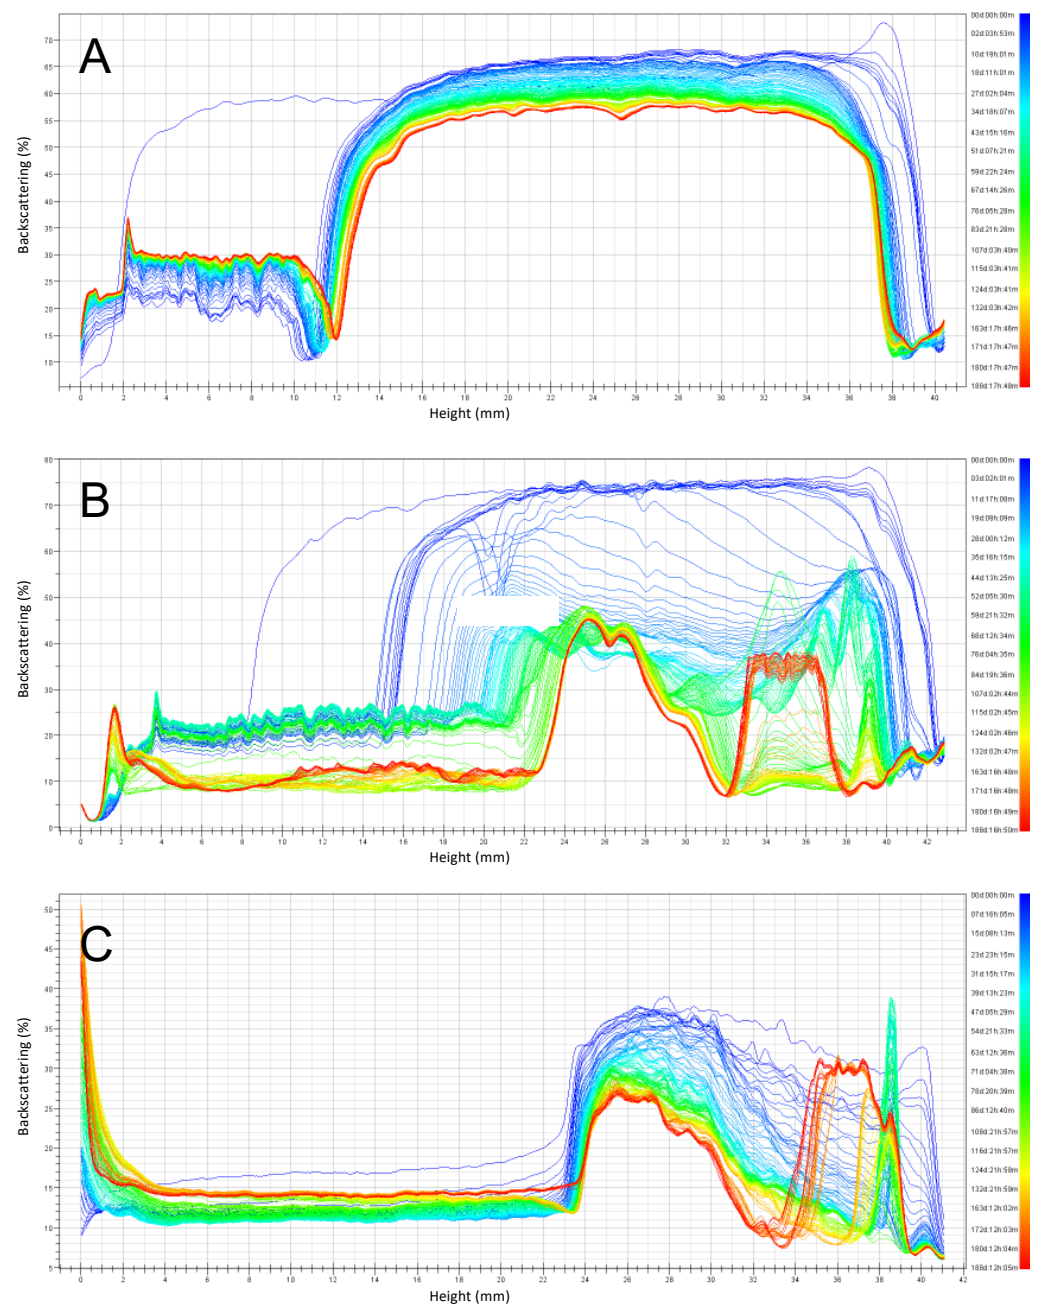 A
Backscattering (%)
70
65
60
55
50
45
40
35
30
25
20
15
10
0 2 4 6 8 10 12 14 16 18 20 22 24 26 28 30 32 34 36 38 40
Height (mm)
00d:00h:00m
02d:03h:53m
10d:19h:01m
18d:11h:01m
27d:02h:04m
34d:18h:07m
43d:15h:16m
51d:07h:21m
59d:22h:24m
67d:14h:26m
76d:05h:28m
83d:21h:28m
107d:03h:40m
115d:03h:41m
124d:03h:41m
132d:03h:42m
163d:17h:46m
171d:17h:47m
180d:17h:47m
188d:17h:48m
B
Backscattering (%)
80
70
60
50
40
30
20
10
0
0 2 4 6 8 10 12 14 16 18 20 22 24 26 28 30 32 34 36 38 40 42
Height (mm)
00d:00h:00m
03d:02h:01m
11d:17h:08m
19d:09h:09m
28d:00h:12m
35d:16h:15m
44d:13h:25m
52d:05h:30m
59d:21h:32m
68d:12h:34m
76d:04h:35m
84d:19h:36m
107d:02h:44m
115d:02h:45m
124d:02h:46m
132d:02h:47m
163d:16h:48m
171d:16h:48m
180d:16h:49m
188d:16h:50m
C
Backscattering (%)
50
45
40
35
30
25
20
15
10
5
0 2 4 6 8 10 12 14 16 18 20 22 24 26 28 30 32 34 36 38 40 42
Height (mm)
00d:00h:00m
07d:16h:05m
15d:08h:13m
23d:23h:15m
31d:15h:17m
39d:13h:23m
47d:05h:29m
54d:21h:33m
63d:12h:36m
71d:04h:38m
78d:20h:39m
86d:12h:40m
108d:21h:57m
116d:21h:57m
124d:21h:58m
132d:21h:59m
163d:12h:02m
172d:12h:03m
180d:12h:04m
188d:12h:05m